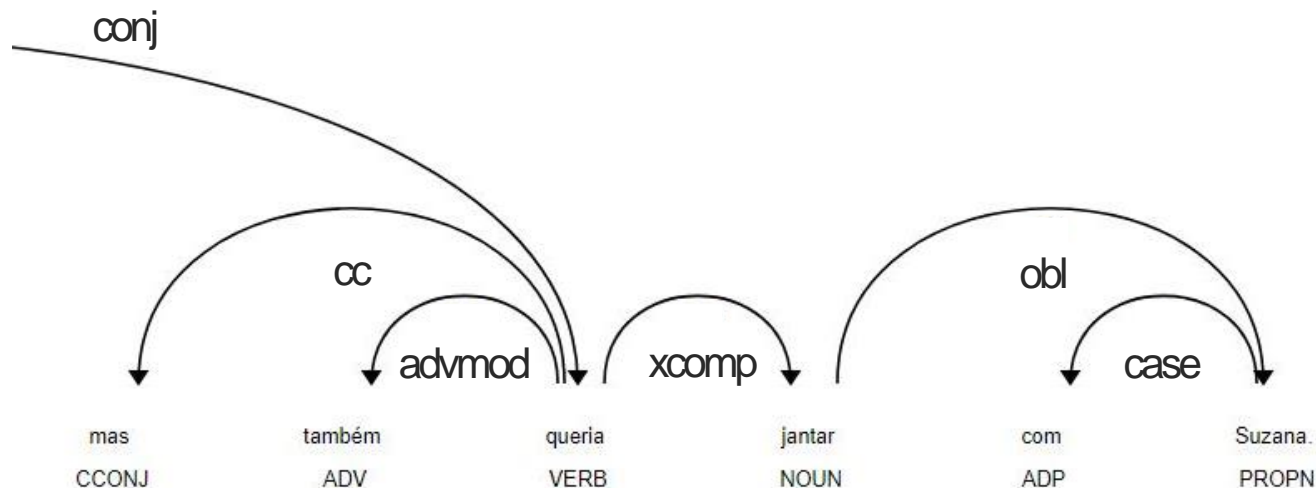 conj
cc
obl
advmod xcomp case
mas também queria jantar com Suzana.
CCONJ ADV VERB NOUN ADP PROPN